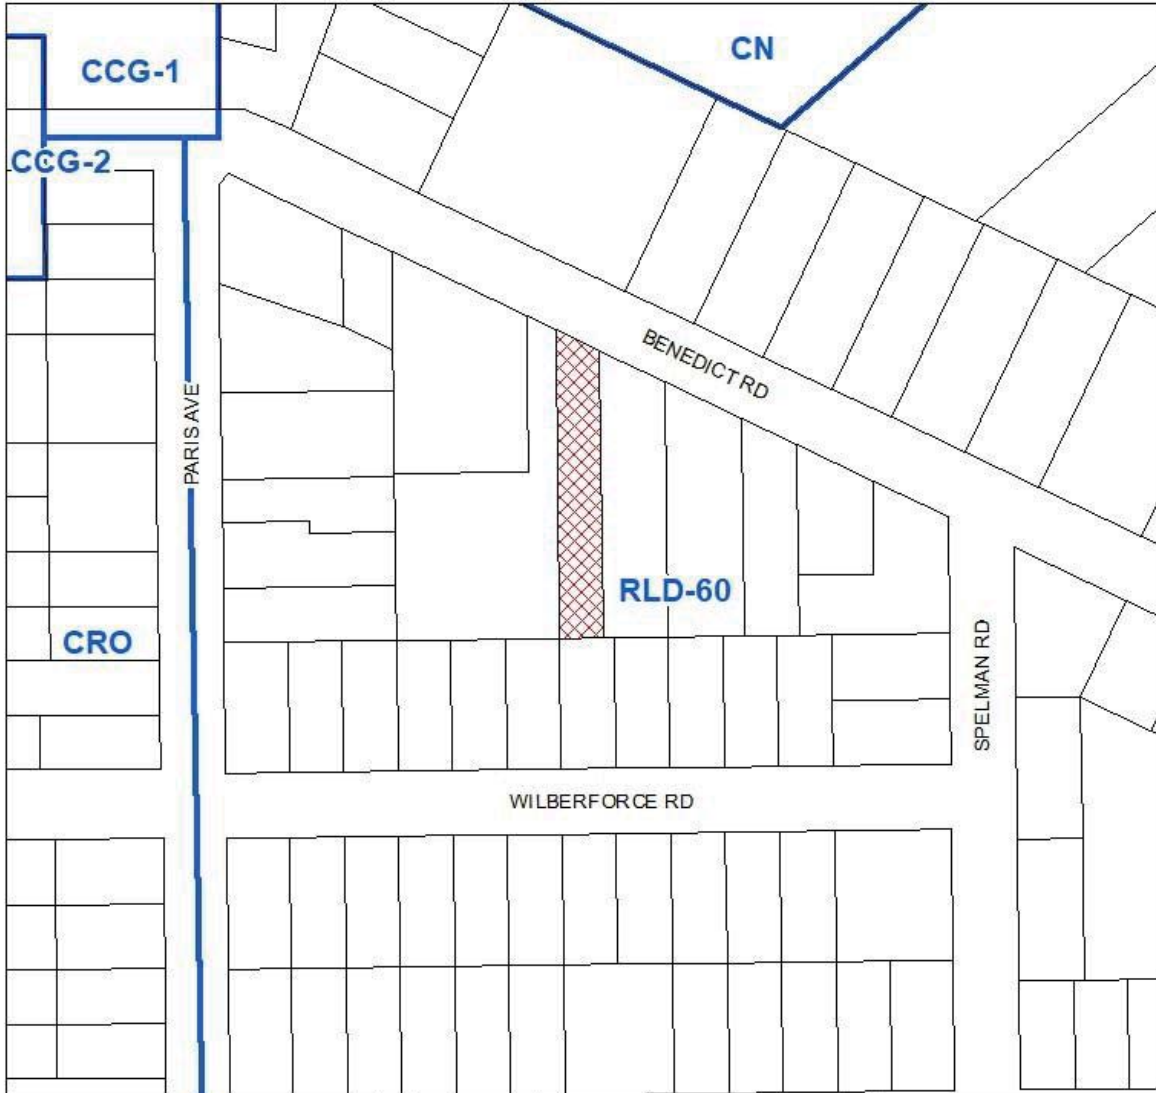 CN
CCG-1
CCG-2
BENEDICT RD
PARIS AVE
RLD-60
CRO
SPELMAN RD
WILBERFORCE RD